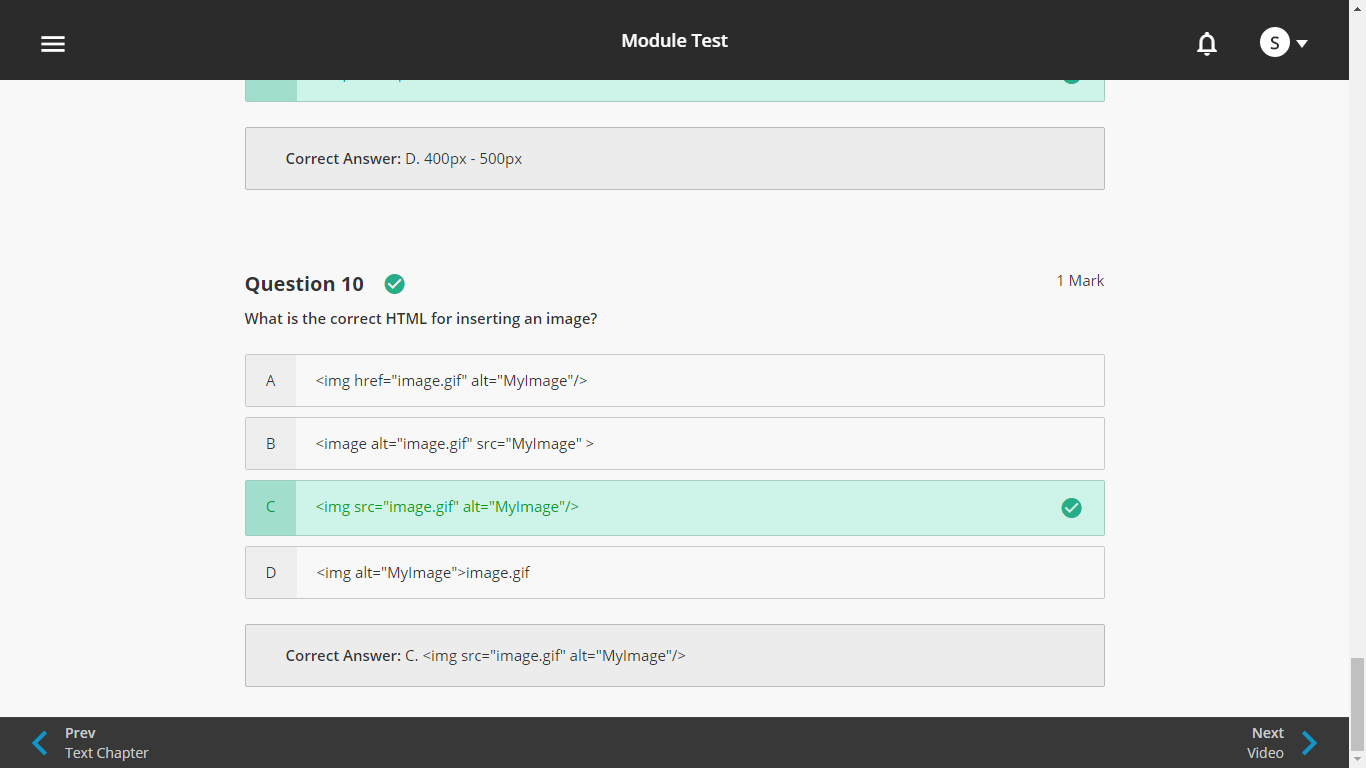 Module Test
S
Correct Answer: D. 400px - 500px
Question 10
1 Mark
What is the correct HTML for inserting an image?
A <img href="image.gif" alt="MyImage"/>
B <image alt="image.gif" src="MyImage" >
C <img src="image.gif" alt="MyImage"/>
D <img alt="MyImage">image.gif
Correct Answer: C. <img src="image.gif" alt="MyImage"/>
Prev
Text Chapter
Next
Video